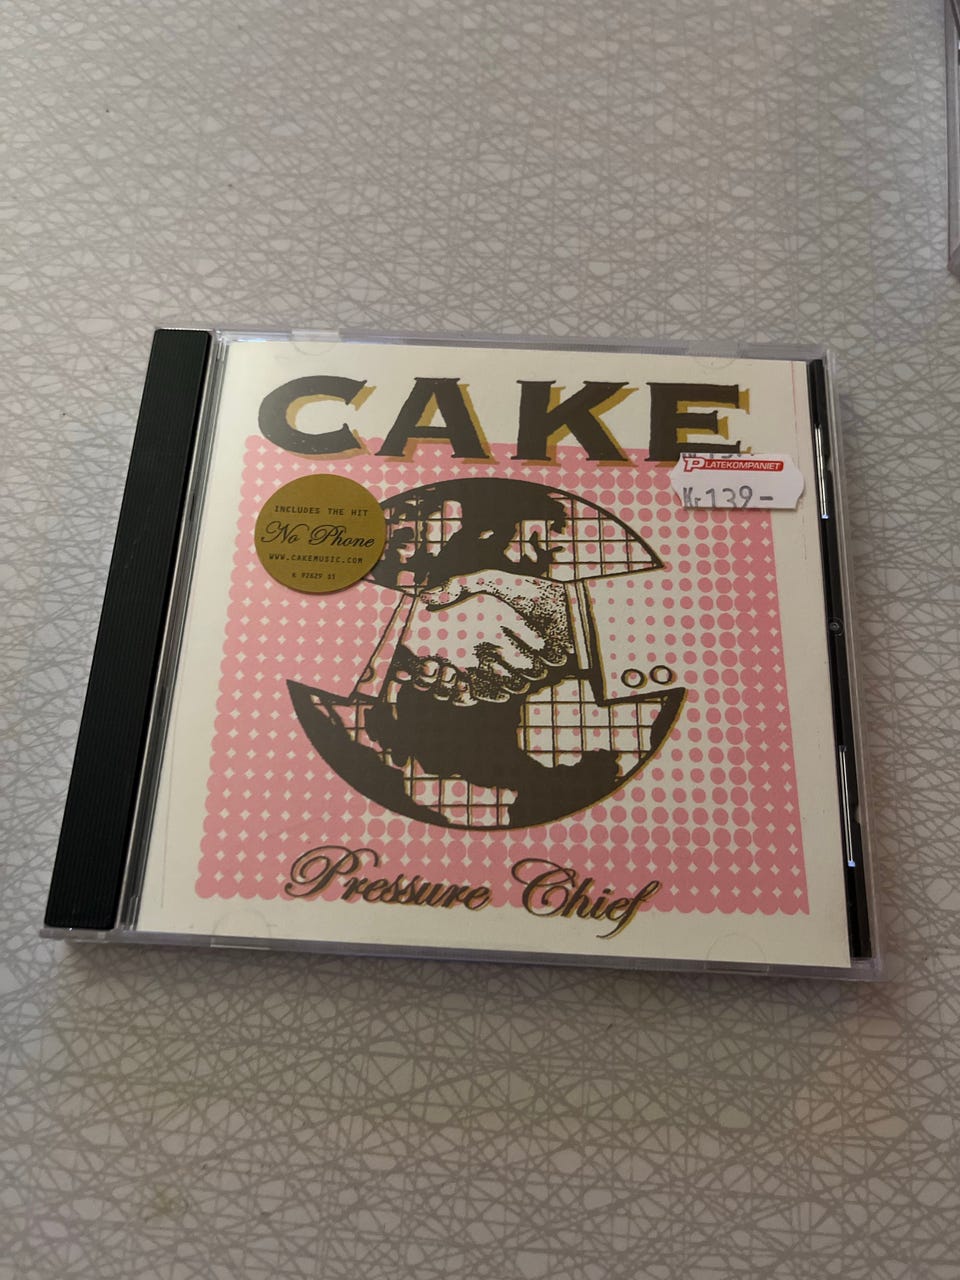 CAKE
PLATEKOMPANIET
Kr 139-
INCLUDES THE HIT
No Phone
WWW.CAKEMUSIC.COM
Pressure Chief